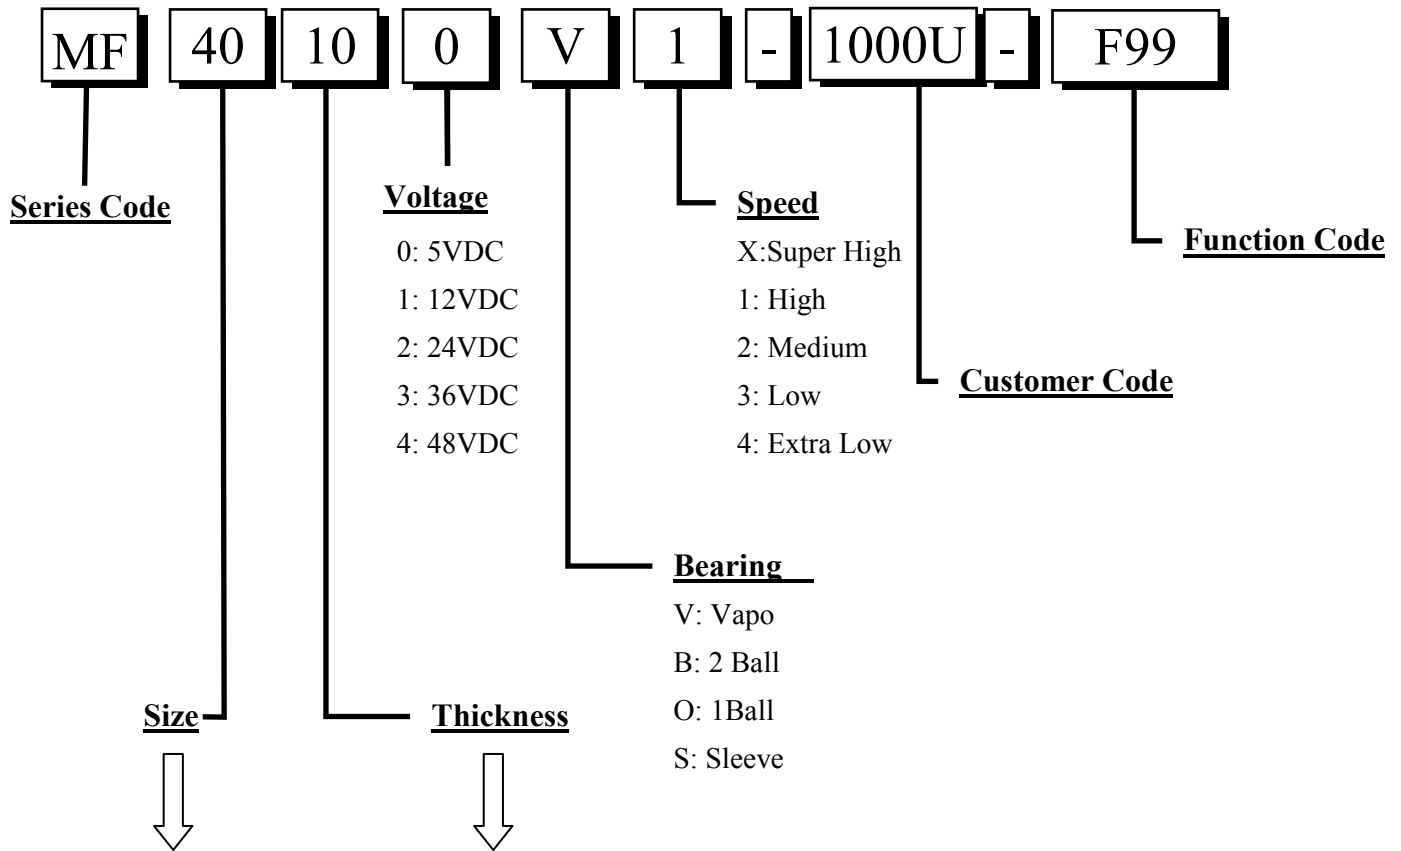 MF 40 10 0 V 1 - 1000U - F99
Series Code
Voltage
0: 5VDC
1: 12VDC
2: 24VDC
3: 36VDC
4: 48VDC
Speed
X:Super High
1: High
2: Medium
3: Low
4: Extra Low
Function Code
Customer Code
Bearing
V: Vapo
B: 2 Ball
O: 1Ball
S: Sleeve
Size
Thickness